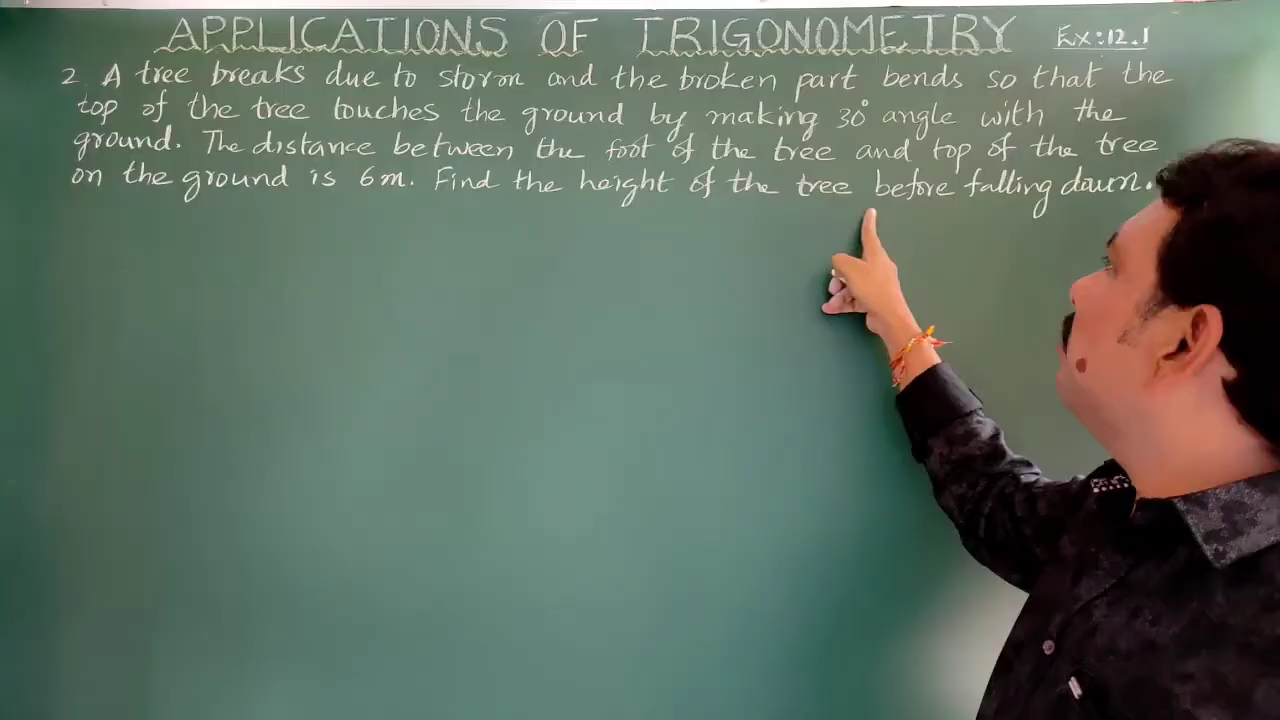 APPLICATIONS OF TRIGONOMETRY Ex:12.1
2 A tree breaks due to storm and the broken part bends so that the
top of the tree touches the ground by making 30° angle with the
ground. The distance between the foot of the tree and top of the tree
on the ground is 6m. Find the height of the tree before falling down.